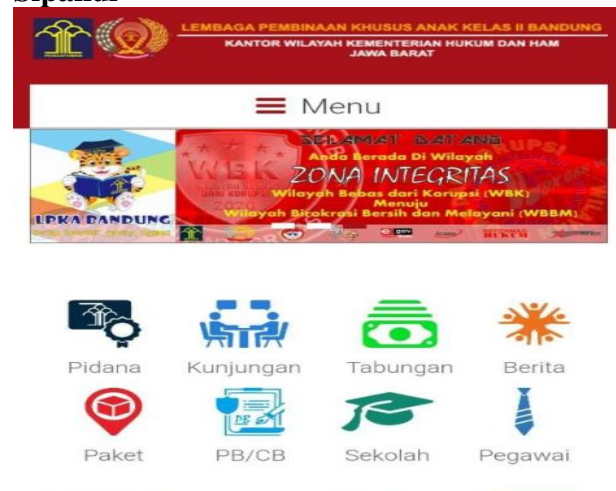 LEMBAGA PEMBINAAN KHUSUS ANAK KELAS II BANDUNG
KANTOR WILAYAH KEMENTERIAN HUKUM DAN HAM
JAWA BARAT
Menu
SELAMAT DATANG
Anda Berada Di Wilayah
ZONA INTEGRITAS
Wilayah Bebas dari Korupsi (WBK)
Menuju
Wilayah Birokrasi Bersih dan Melayani (WBBM)
WBK
2020
LPKA BANDUNG
Pidana Kunjungan Tabungan Berita
Paket PB/CB Sekolah Pegawai